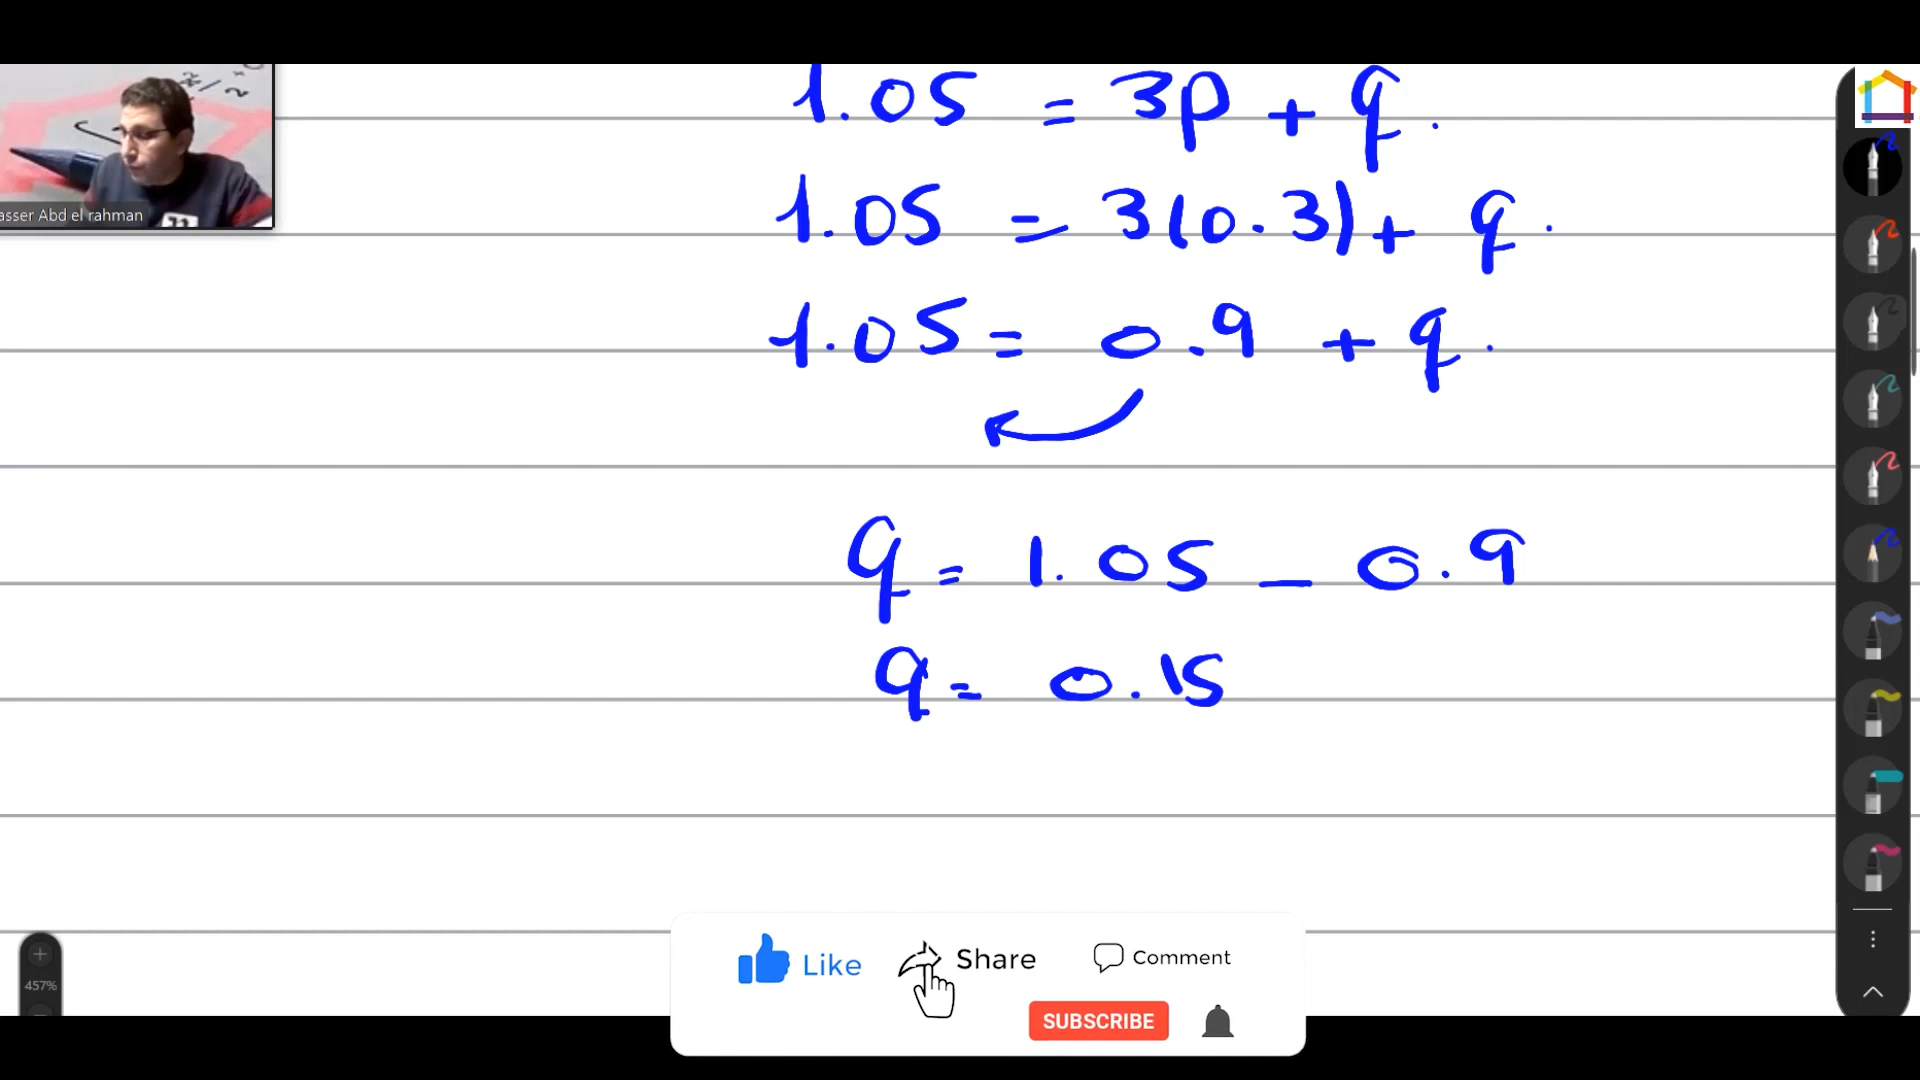 1.05 = 3p + q.
asser Abd el rahman
1.05 = 3(0.3) + q.
1.05 = 0.9 + q.
q = 1.05 - 0.9
q = 0.15
Like
Share
Comment
457%
SUBSCRIBE